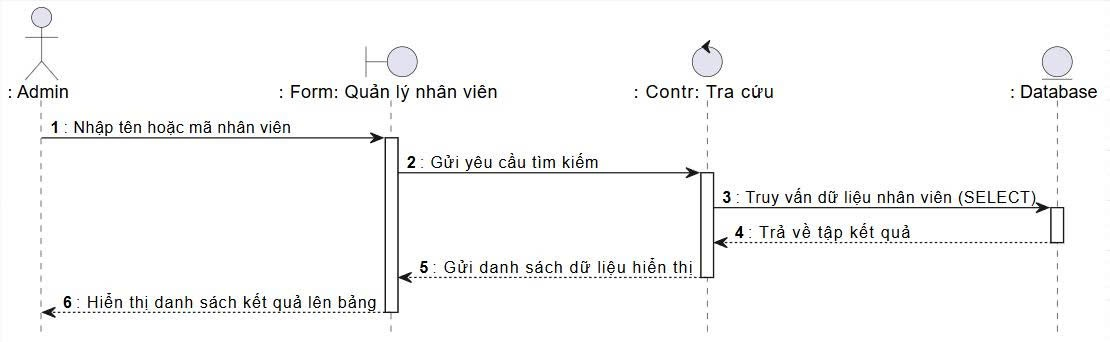 : Admin
: Form: Quản lý nhân viên
: Contr: Tra cứu
: Database
1 : Nhập tên hoặc mã nhân viên
2 : Gửi yêu cầu tìm kiếm
3 : Truy vấn dữ liệu nhân viên (SELECT)
4 : Trả về tập kết quả
5 : Gửi danh sách dữ liệu hiển thị
6 : Hiển thị danh sách kết quả lên bảng